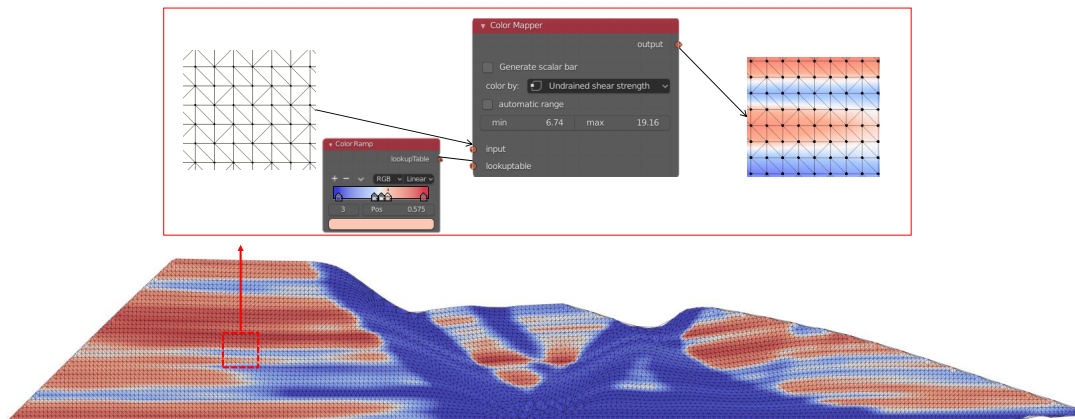 Color Mapper
output
Generate scalar bar
color by: Undrained shear strength
automatic range
min 6.74 max 19.16
input
lookuptable
Color Ramp
lookupTable
RGB Linear
3 Pos 0.575